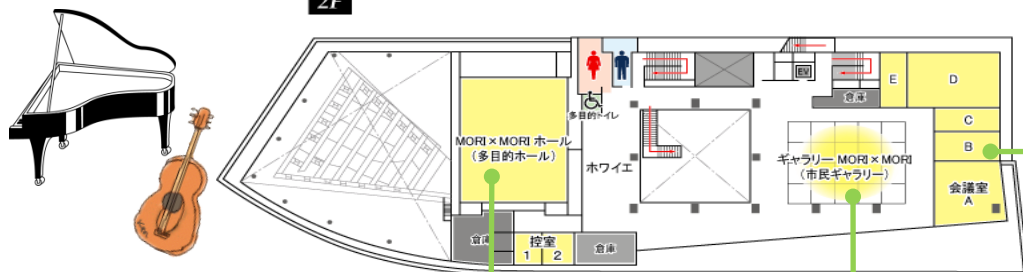 2F
EV
E
D
倉庫
多目的トイレ
C
MORI×MORI ホール
(多目的ホール)
B
ホワイエ
ギャラリー MORI×MORI
(市民ギャラリー)
会議室
A
倉庫
控室
1 2
倉庫